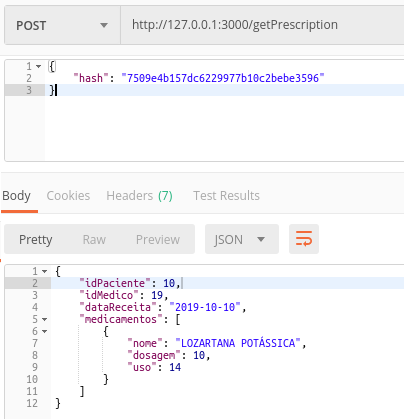 POST http://127.0.0.1:3000/getPrescription
1 {
2 "hash": "7509e4b157dc6229977b10c2bebe3596"
3 }
Body Cookies Headers (7) Test Results
Pretty Raw Preview JSON
1 {
2 "idPaciente": 10,
3 "idMedico": 19,
4 "dataReceita": "2019-10-10",
5 "medicamentos": [
6 {
7 "nome": "LOZARTANA POTÁSSICA",
8 "dosagem": 10,
9 "uso": 14
10 }
11 ]
12 }